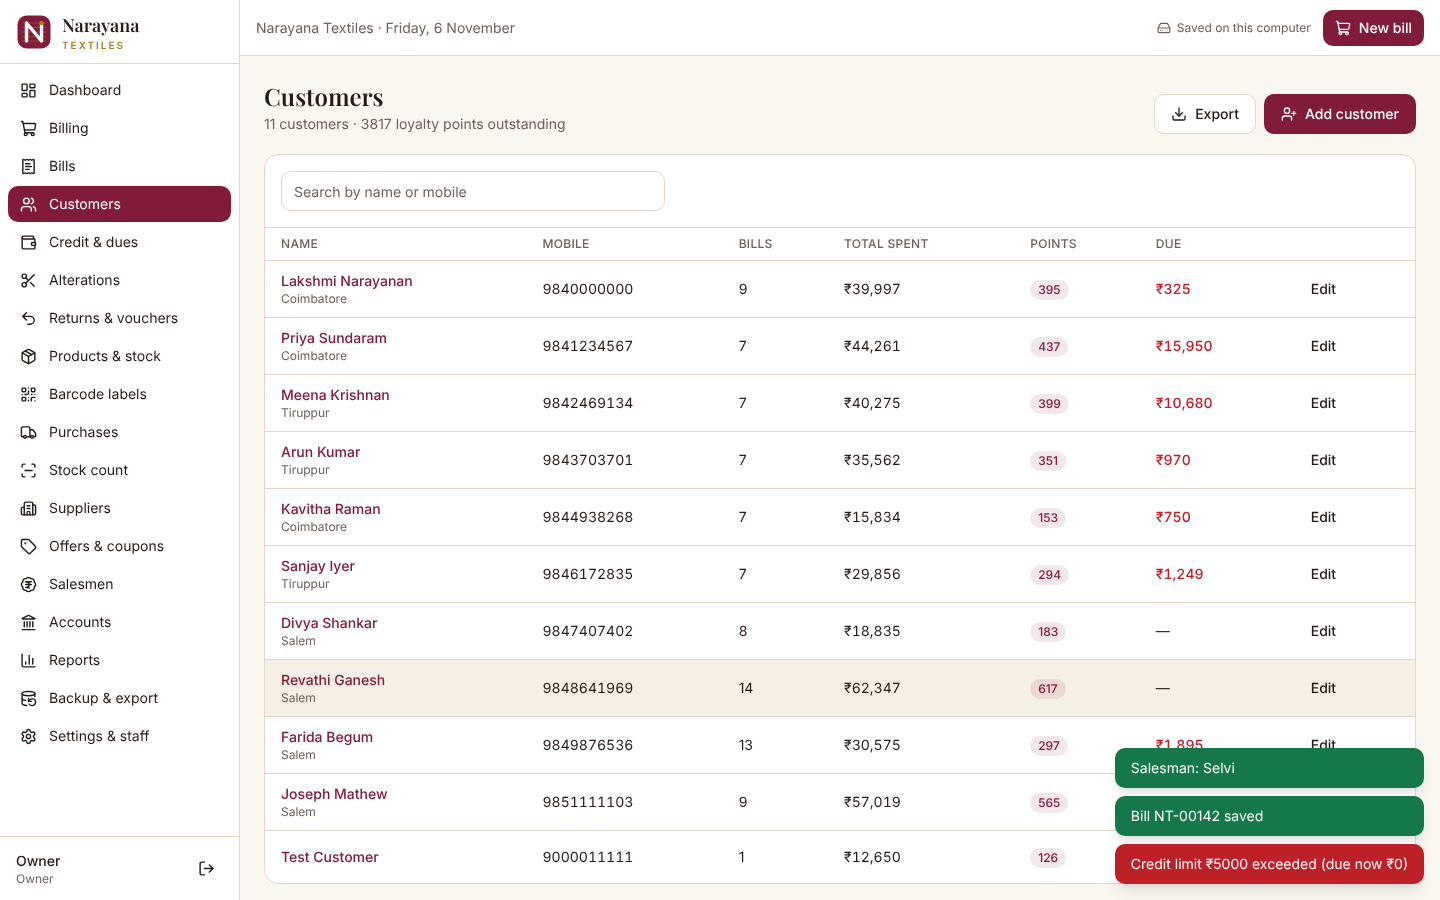 Narayana
TEXTILES
Dashboard
Billing
Bills
Customers
Credit & dues
Alterations
Returns & vouchers
Products & stock
Barcode labels
Purchases
Stock count
Suppliers
Offers & coupons
Salesmen
Accounts
Reports
Backup & export
Settings & staff
Owner
Owner
Narayana Textiles · Friday, 6 November
Saved on this computer
New bill
Customers
11 customers · 3817 loyalty points outstanding
Export
Add customer
Search by name or mobile
NAME MOBILE BILLS TOTAL SPENT POINTS DUE
Lakshmi Narayanan 9840000000 9 ₹39,997 395 ₹325 Edit
Coimbatore
Priya Sundaram 9841234567 7 ₹44,261 437 ₹15,950 Edit
Coimbatore
Meena Krishnan 9842469134 7 ₹40,275 399 ₹10,680 Edit
Tiruppur
Arun Kumar 9843703701 7 ₹35,562 351 ₹970 Edit
Tiruppur
Kavitha Raman 9844938268 7 ₹15,834 153 ₹750 Edit
Coimbatore
Sanjay Iyer 9846172835 7 ₹29,856 294 ₹1,249 Edit
Tiruppur
Divya Shankar 9847407402 8 ₹18,835 183 — Edit
Salem
Revathi Ganesh 9848641969 14 ₹62,347 617 — Edit
Salem
Farida Begum 9849876536 13 ₹30,575 297 ₹1,895 Edit
Salem
Joseph Mathew 9851111103 9 ₹57,019 565
Salem
Test Customer 9000011111 1 ₹12,650 126
Salesman: Selvi
Bill NT-00142 saved
Credit limit ₹5000 exceeded (due now ₹0)